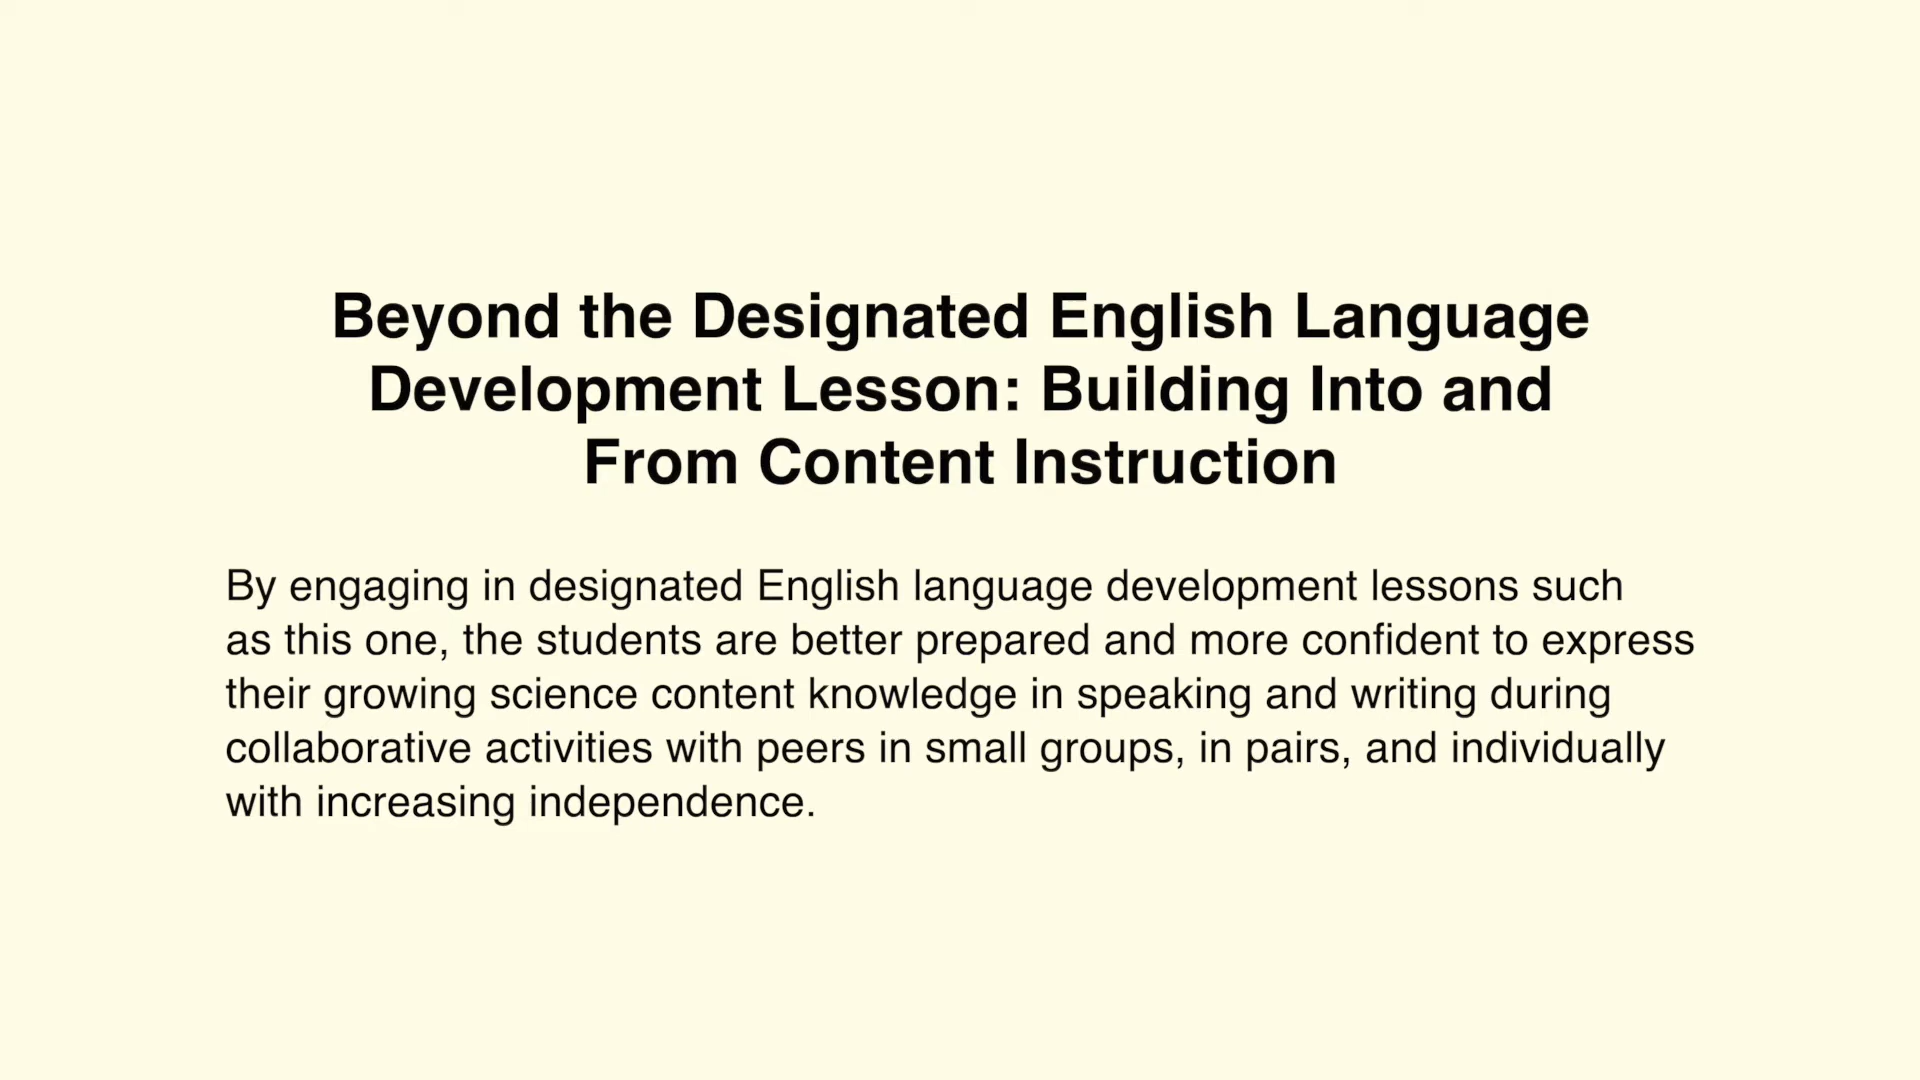 Beyond the Designated English Language
Development Lesson: Building Into and
From Content Instruction
By engaging in designated English language development lessons such
as this one, the students are better prepared and more confident to express
their growing science content knowledge in speaking and writing during
collaborative activities with peers in small groups, in pairs, and individually
with increasing independence.